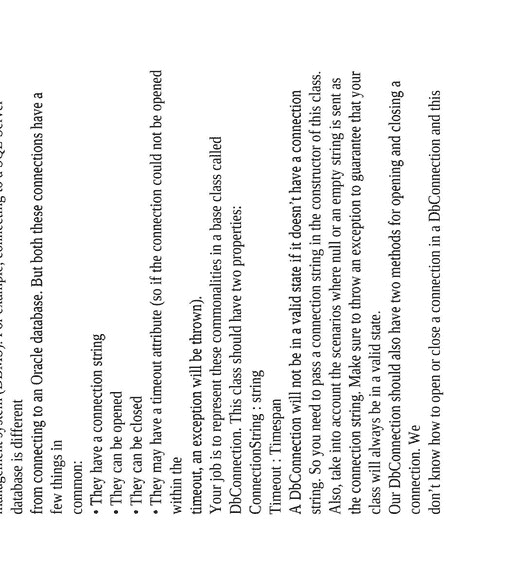 database is different
from connecting to an Oracle database. But both these connections have a
few things in
common:
• They have a connection string
• They can be opened
• They can be closed
• They may have a timeout attribute (so if the connection could not be opened
within the
timeout, an exception will be thrown).
Your job is to represent these commonalities in a base class called
DbConnection. This class should have two properties:
ConnectionString : string
Timeout : Timespan
A DbConnection will not be in a valid state if it doesn’t have a connection
string. So you need to pass a connection string in the constructor of this class.
Also, take into account the scenarios where null or an empty string is sent as
the connection string. Make sure to throw an exception to guarantee that your
class will always be in a valid state.
Our DbConnection should also have two methods for opening and closing a
connection. We
don’t know how to open or close a connection in a DbConnection and this